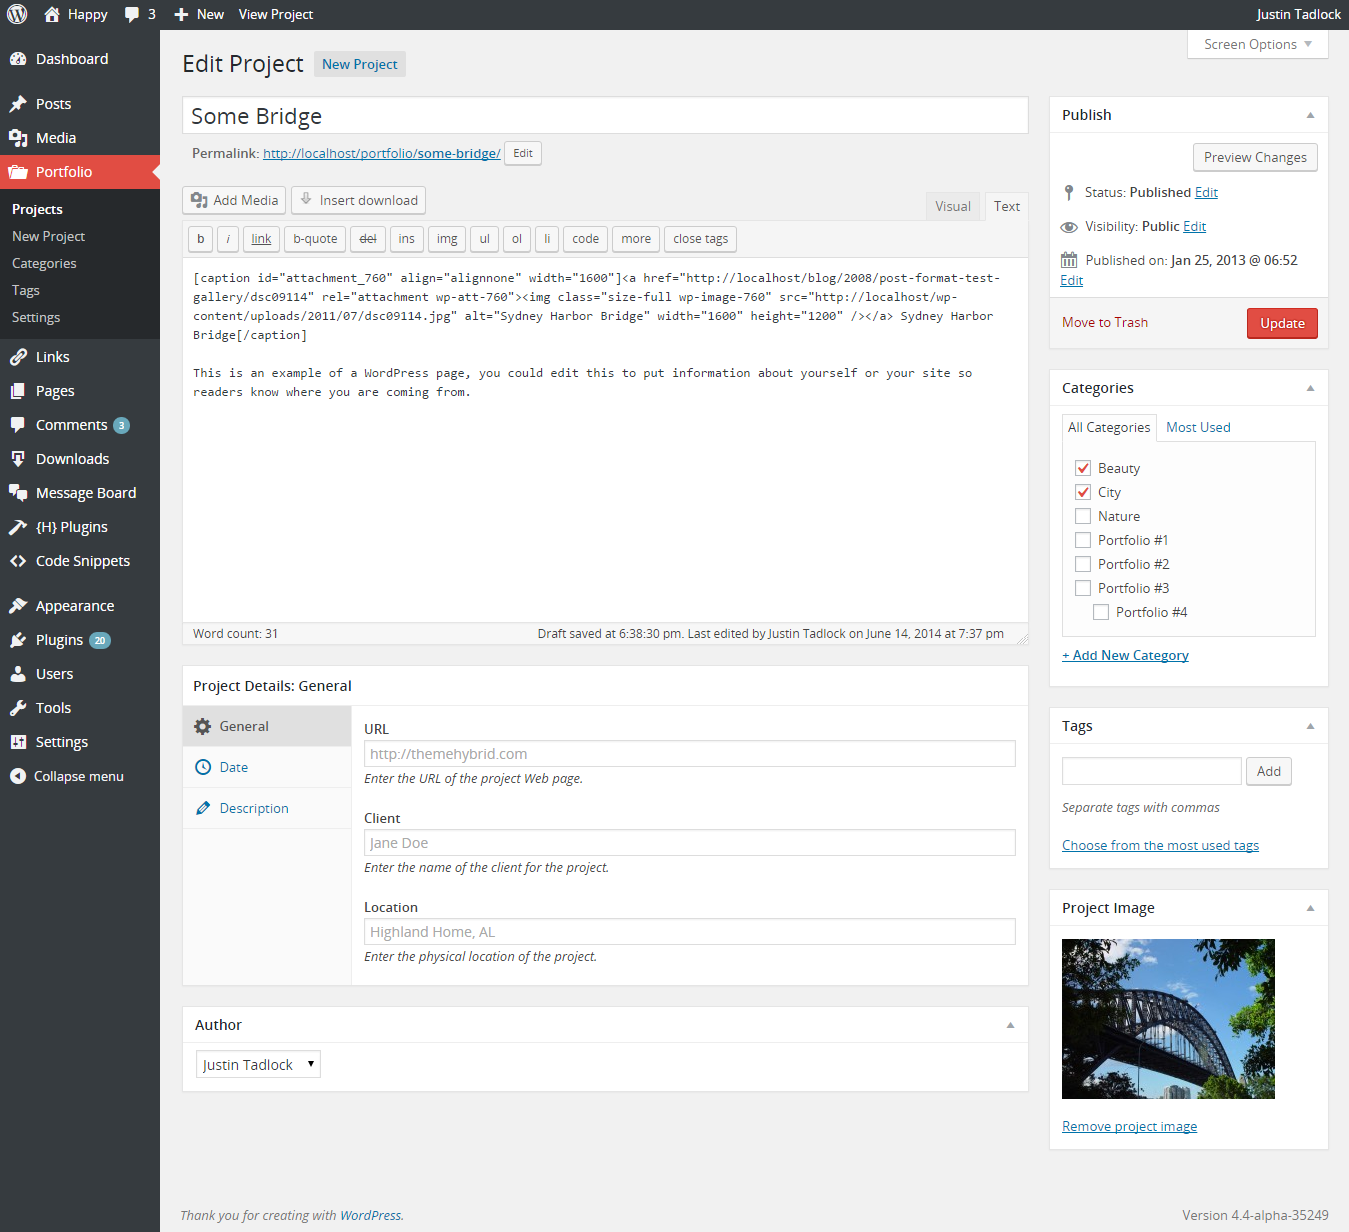 Happy 3 New View Project Justin Tadlock
Screen Options
Dashboard
Posts
Media
Portfolio
Projects
New Project
Categories
Tags
Settings
Links
Pages
Comments 3
Downloads
Message Board
{H} Plugins
Code Snippets
Appearance
Plugins 20
Users
Tools
Settings
Collapse menu
Edit Project New Project
Some Bridge
Permalink: http://localhost/portfolio/some-bridge/ Edit
Add Media Insert download
Visual Text
b i link b-quote del ins img ul ol li code more close tags
[caption id="attachment_760" align="alignnone" width="1600"]<a href="http://localhost/blog/2008/post-format-test-
gallery/dsc09114" rel="attachment wp-att-760"><img class="size-full wp-image-760" src="http://localhost/wp-
content/uploads/2011/07/dsc09114.jpg" alt="Sydney Harbor Bridge" width="1600" height="1200" /></a> Sydney Harbor
Bridge[/caption]
This is an example of a WordPress page, you could edit this to put information about yourself or your site so
readers know where you are coming from.
Word count: 31 Draft saved at 6:38:30 pm. Last edited by Justin Tadlock on June 14, 2014 at 7:37 pm
Project Details: General
General
Date
Description
URL
http://themehybrid.com
Enter the URL of the project Web page.
Client
Jane Doe
Enter the name of the client for the project.
Location
Highland Home, AL
Enter the physical location of the project.
Author
Justin Tadlock
Publish
Preview Changes
Status: Published Edit
Visibility: Public Edit
Published on: Jan 25, 2013 @ 06:52
Edit
Move to Trash Update
Categories
All Categories Most Used
Beauty
City
Nature
Portfolio #1
Portfolio #2
Portfolio #3
Portfolio #4
+ Add New Category
Tags
Add
Separate tags with commas
Choose from the most used tags
Project Image
Remove project image
Thank you for creating with WordPress. Version 4.4-alpha-35249